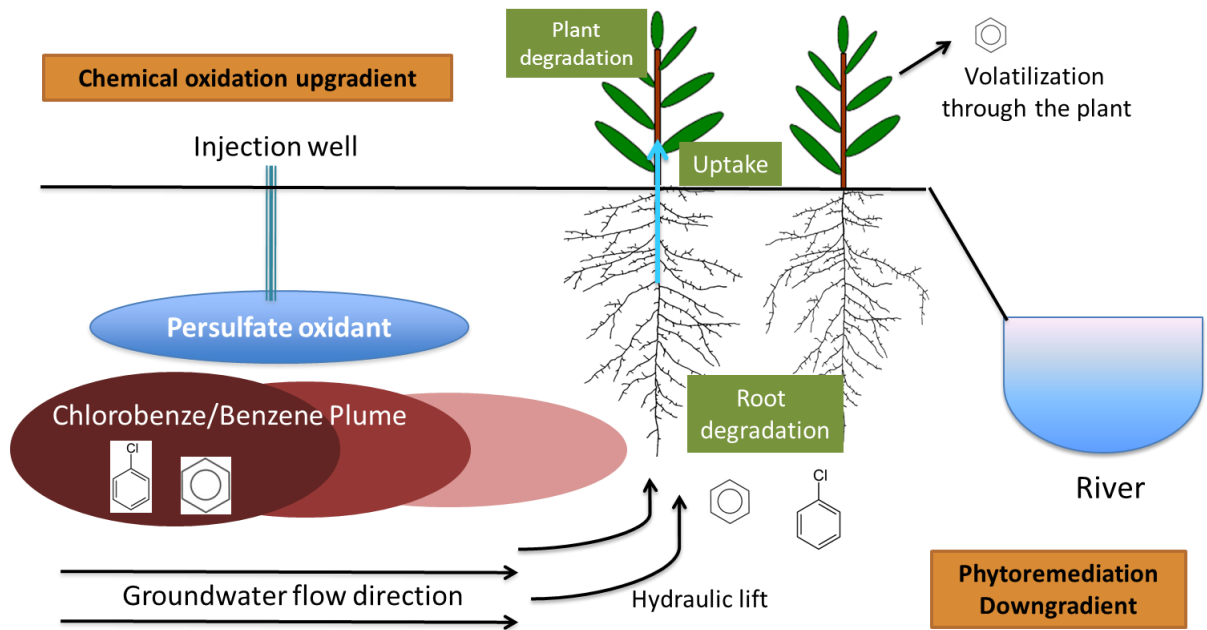 Plant
degradation
Chemical oxidation upgradient
Volatilization
through the plant
Injection well
Uptake
Persulfate oxidant
Chlorobenze/Benzene Plume
Cl
Root
degradation
Cl
River
Groundwater flow direction
Hydraulic lift
Phytoremediation
Downgradient